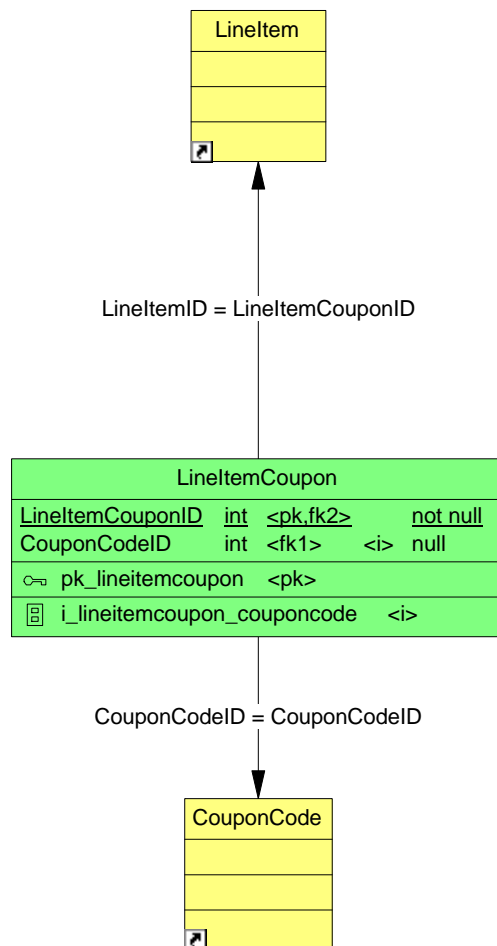 LineItem
LineItemID = LineItemCouponID
LineItemCoupon
LineItemCouponID int <pk,fk2> not null
CouponCodeID int <fk1> <i> null
pk_lineitemcoupon <pk>
i_lineitemcoupon_couponcode <i>
CouponCodeID = CouponCodeID
CouponCode